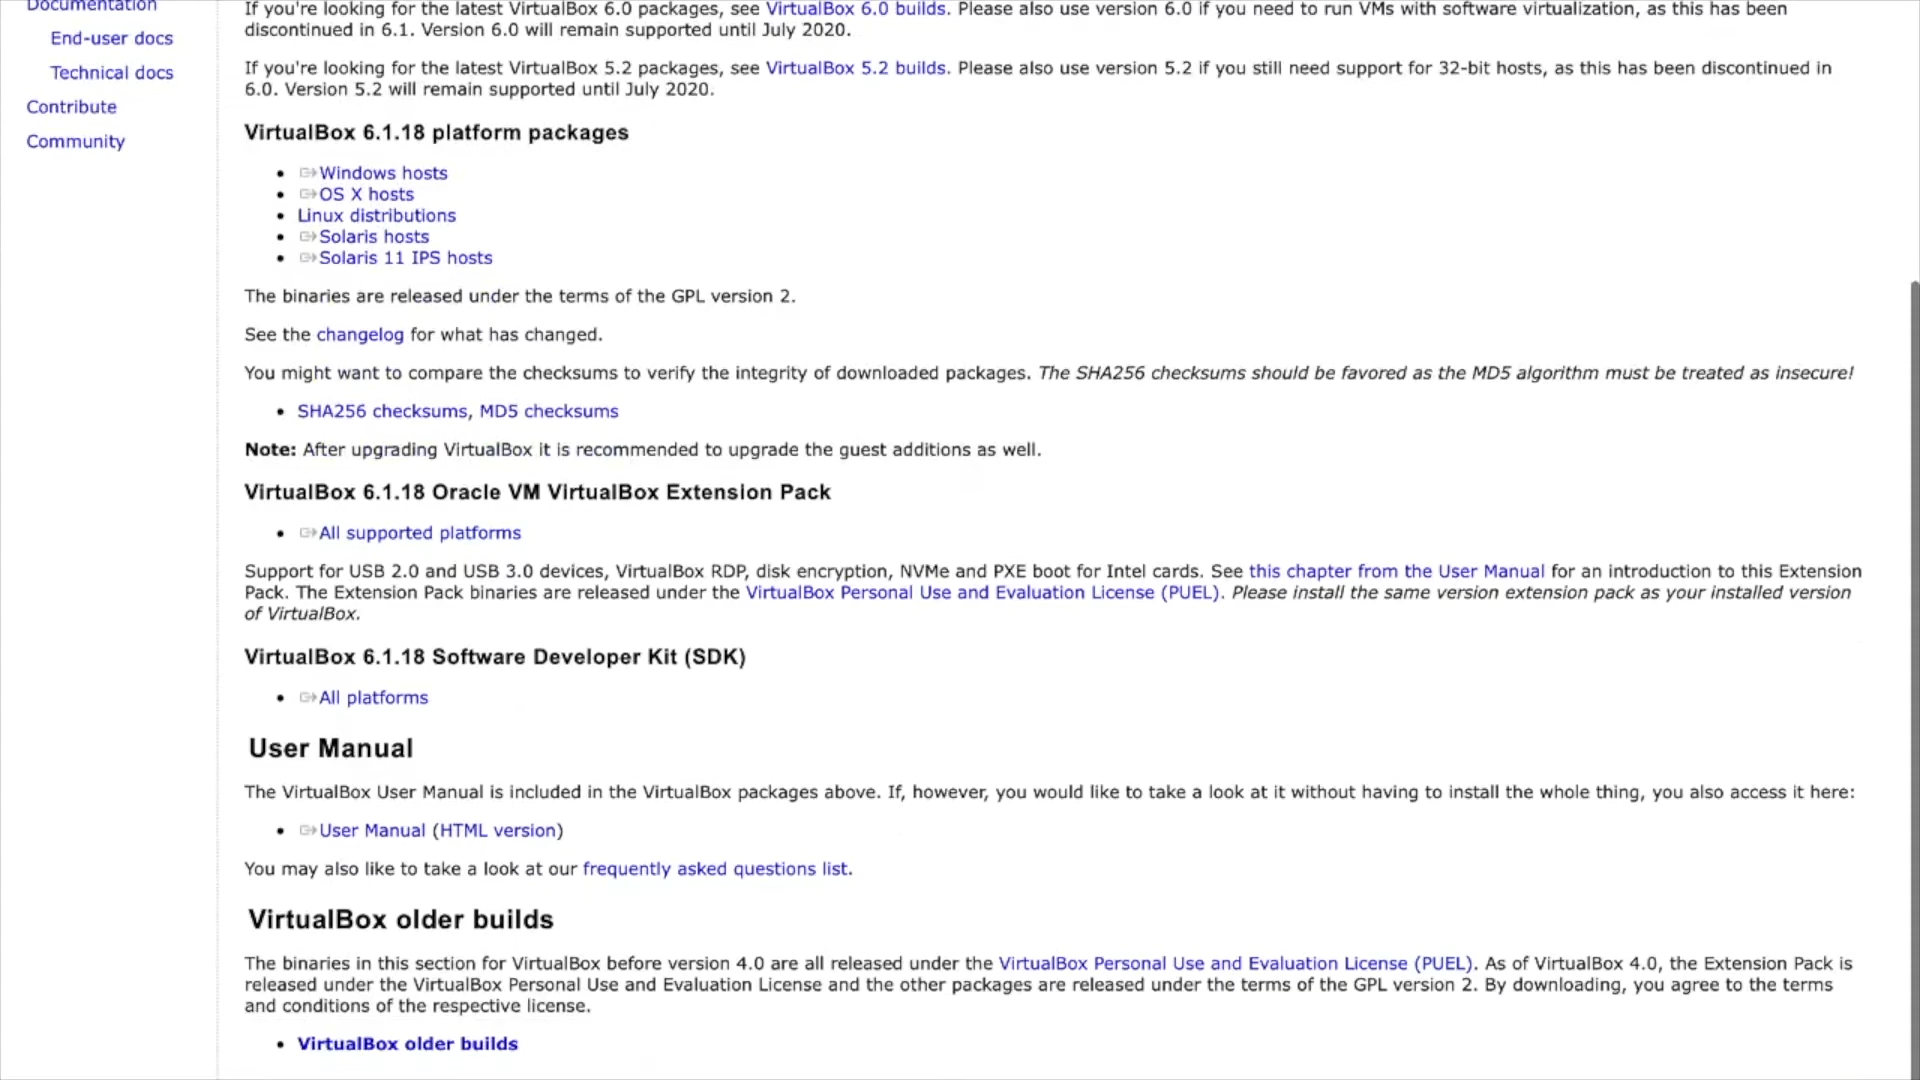 Documentation
End-user docs
Technical docs
Contribute
Community
If you're looking for the latest VirtualBox 6.0 packages, see VirtualBox 6.0 builds. Please also use version 6.0 if you need to run VMs with software virtualization, as this has been
discontinued in 6.1. Version 6.0 will remain supported until July 2020.
If you're looking for the latest VirtualBox 5.2 packages, see VirtualBox 5.2 builds. Please also use version 5.2 if you still need support for 32-bit hosts, as this has been discontinued in
6.0. Version 5.2 will remain supported until July 2020.
VirtualBox 6.1.18 platform packages
Windows hosts
OS X hosts
Linux distributions
Solaris hosts
Solaris 11 IPS hosts
The binaries are released under the terms of the GPL version 2.
See the changelog for what has changed.
You might want to compare the checksums to verify the integrity of downloaded packages. The SHA256 checksums should be favored as the MD5 algorithm must be treated as insecure!
SHA256 checksums, MD5 checksums
Note: After upgrading VirtualBox it is recommended to upgrade the guest additions as well.
VirtualBox 6.1.18 Oracle VM VirtualBox Extension Pack
All supported platforms
Support for USB 2.0 and USB 3.0 devices, VirtualBox RDP, disk encryption, NVMe and PXE boot for Intel cards. See this chapter from the User Manual for an introduction to this Extension
Pack. The Extension Pack binaries are released under the VirtualBox Personal Use and Evaluation License (PUEL). Please install the same version extension pack as your installed version
of VirtualBox.
VirtualBox 6.1.18 Software Developer Kit (SDK)
All platforms
User Manual
The VirtualBox User Manual is included in the VirtualBox packages above. If, however, you would like to take a look at it without having to install the whole thing, you also access it here:
User Manual (HTML version)
You may also like to take a look at our frequently asked questions list.
VirtualBox older builds
The binaries in this section for VirtualBox before version 4.0 are all released under the VirtualBox Personal Use and Evaluation License (PUEL). As of VirtualBox 4.0, the Extension Pack is
released under the VirtualBox Personal Use and Evaluation License and the other packages are released under the terms of the GPL version 2. By downloading, you agree to the terms
and conditions of the respective license.
VirtualBox older builds